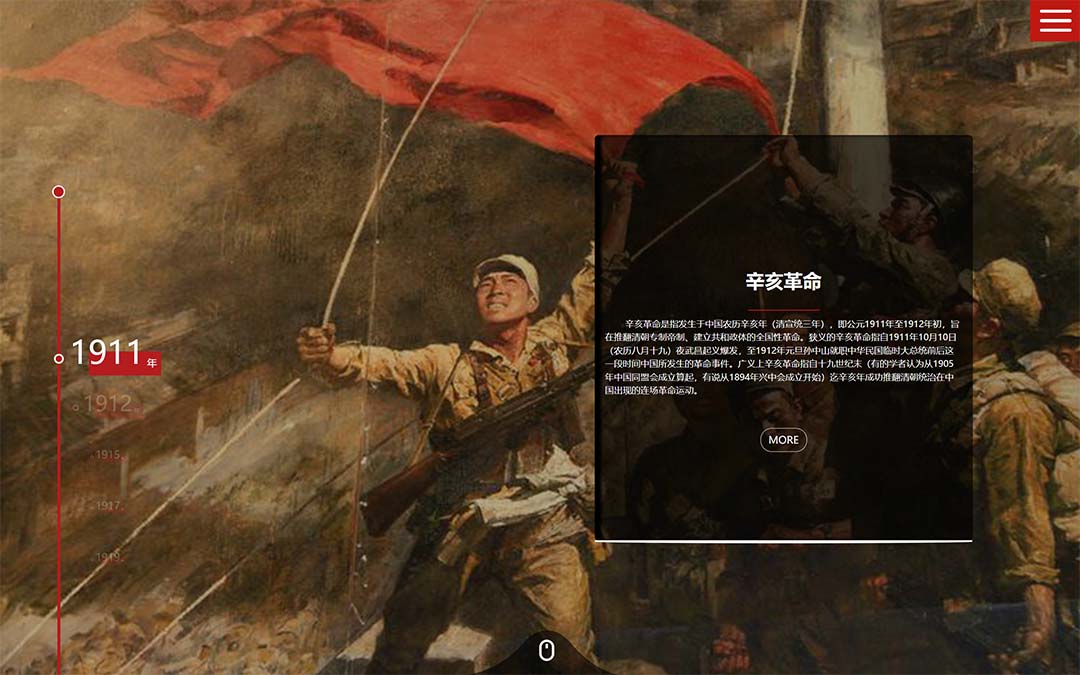 1911 年
1912
1915
1917
1919
辛亥革命
辛亥革命是指发生于中国农历辛亥年（清宣统三年），即公元1911年至1912年初，旨
在推翻清朝专制帝制、建立共和政体的全国性革命。狭义的辛亥革命指自1911年10月10日
（农历八月十九）夜武昌起义爆发，至1912年元旦孙中山就职中华民国临时大总统前后这
一段时间中国所发生的革命事件。广义上辛亥革命指自十九世纪末（有的学者认为从1905
年中国同盟会成立算起，有说从1894年兴中会成立开始）迄辛亥年成功推翻清朝统治在中
国出现的连场革命运动。
MORE